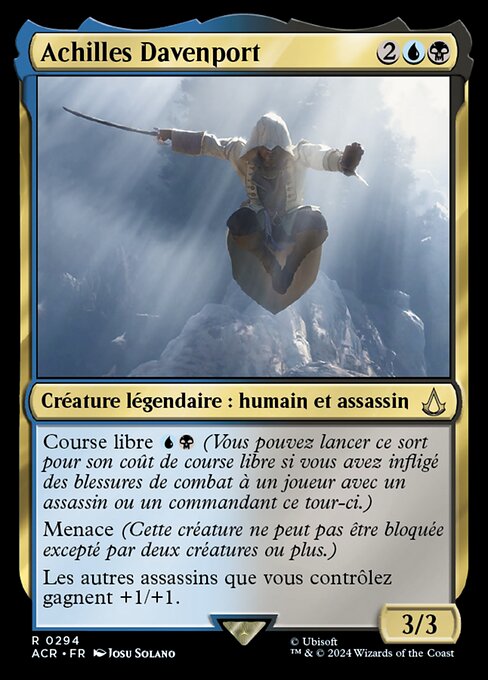 Achilles Davenport 2
Créature légendaire : humain et assassin
Course libre (Vous pouvez lancer ce sort
pour son coût de course libre si vous avez infligé
des blessures de combat à un joueur avec un
assassin ou un commandant ce tour-ci.)
Menace (Cette créature ne peut pas être bloquée
excepté par deux créatures ou plus.)
Les autres assassins que vous contrôlez
gagnent +1/+1.
3/3
R 0294
ACR • FR Josu Solano
© Ubisoft
™ & © 2024 Wizards of the Coast